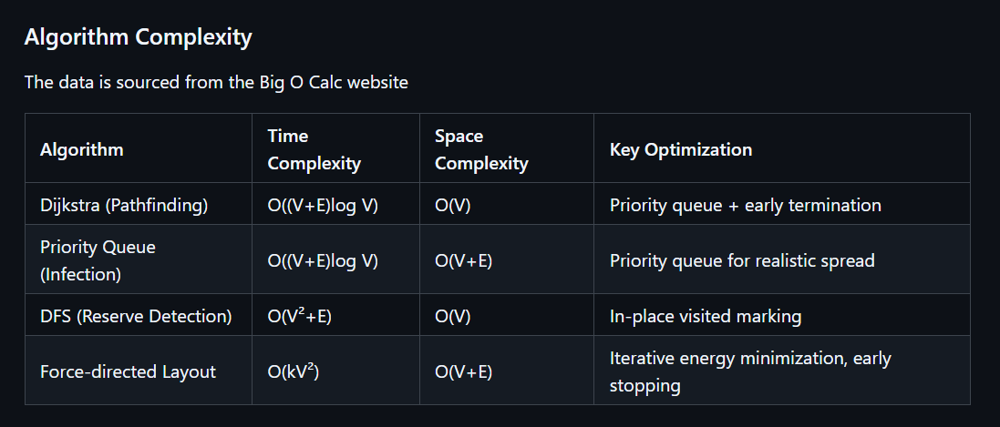 Algorithm Complexity
The data is sourced from the Big O Calc website
Algorithm
Time
Complexity
Space
Complexity
Key Optimization
Dijkstra (Pathfinding)
O((V+E)log V)
O(V)
Priority queue + early termination
Priority Queue
(Infection)
O((V+E)log V)
O(V+E)
Priority queue for realistic spread
DFS (Reserve Detection)
O(V²+E)
O(V)
In-place visited marking
Force-directed Layout
O(kV²)
O(V+E)
Iterative energy minimization, early
stopping